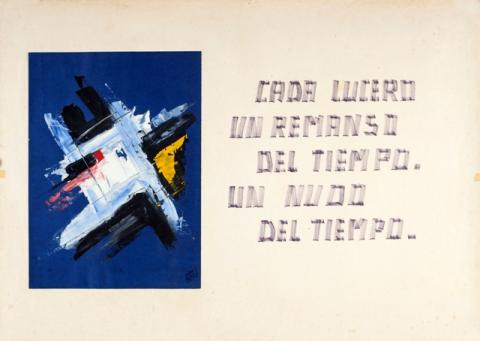 CADA LUCERO
UN REMANSO
DEL TIEMPO.
UN NUDO
DEL TIEMPO.